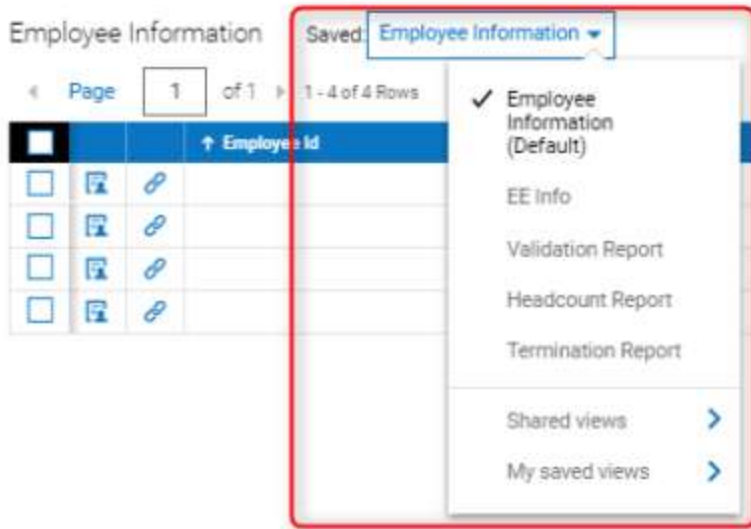 Employee Information Saved: Employee Information
Page 1 of 1 1 - 4 of 4 Rows
↑ Employee Id
Employee
Information
(Default)
EE Info
Validation Report
Headcount Report
Termination Report
Shared views
My saved views